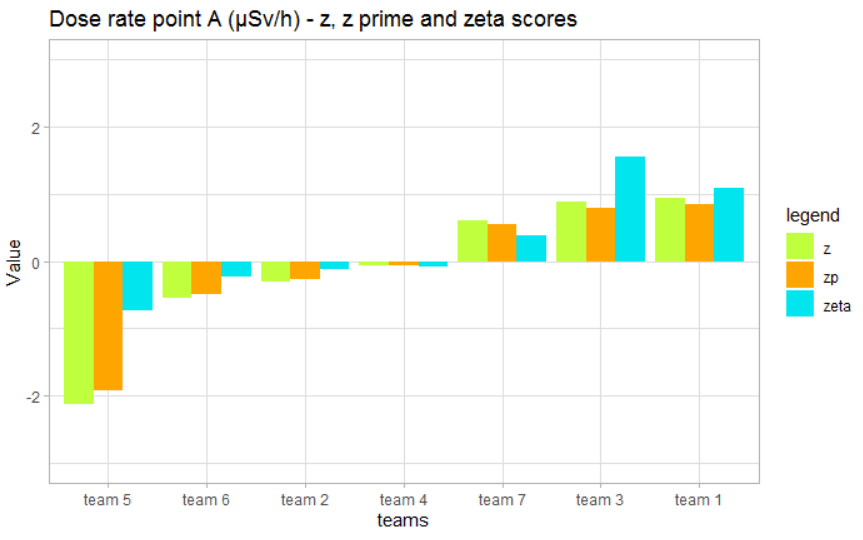 Dose rate point A (µSv/h) - z, z prime and zeta scores
Value
2
0
-2
team 5 team 6 team 2 team 4 team 7 team 3 team 1
teams
legend
z
zp
zeta